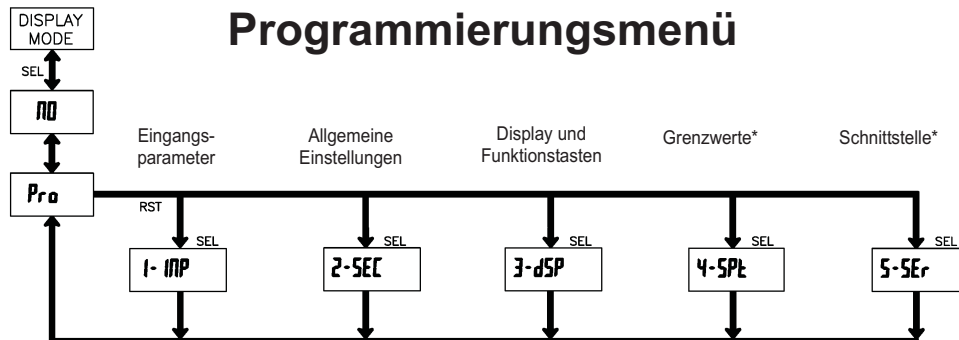 Programmierungsmenü
DISPLAY
MODE
SEL
NO
Pro
Eingangs-
parameter
Allgemeine
Einstellungen
Display und
Funktionstasten
Grenzwerte*
Schnittstelle*
RST
SEL
SEL
SEL
SEL
SEL
1-INP
2-SEC
3-dSP
4-SPt
5-SEr